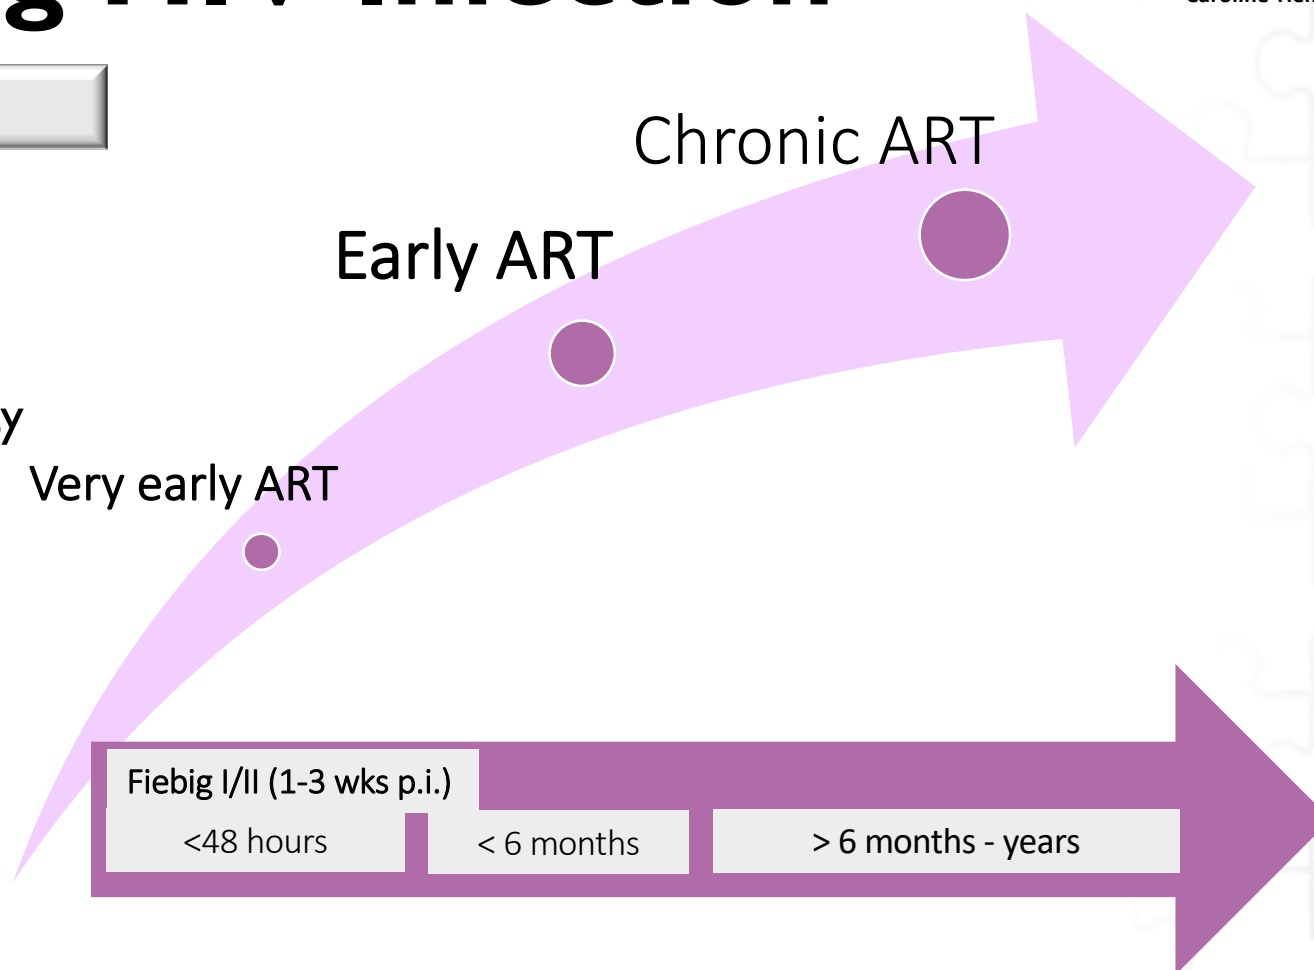 Chronic ART
Early ART
Very early ART
Fiebig I/II (1-3 wks p.i.)
<48 hours
< 6 months
> 6 months - years